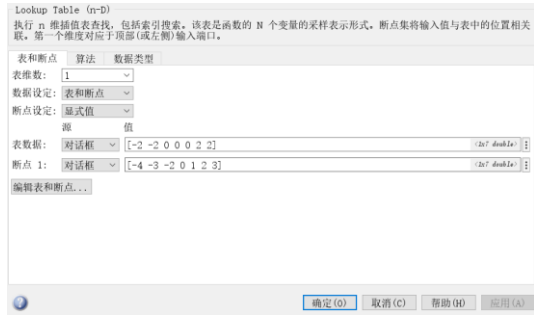 Lookup Table (n-D)
执行 n 维插值表查找，包括索引搜索。该表是函数的 N 个变量的采样表示形式。断点集将输入值与表中的位置相关
联。第一个维度对应于顶部(或左侧)输入端口。
表和断点 算法 数据类型
表维数: 1
数据设定: 表和断点
断点设定: 显式值
源 值
表数据: 对话框 [-2 -2 0 0 0 2 2] <1x7 double>
断点 1: 对话框 [-4 -3 -2 0 1 2 3] <1x7 double>
编辑表和断点...
确定(O) 取消(C) 帮助(H) 应用(A)